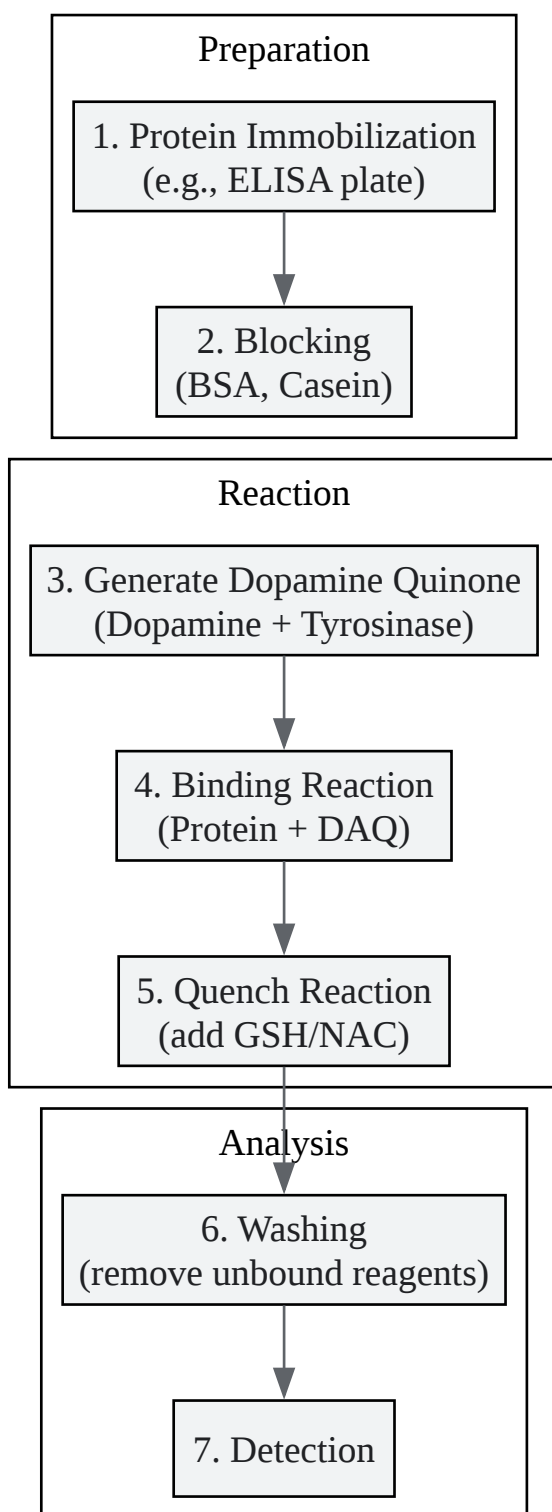 Preparation
1. Protein Immobilization
(e.g., ELISA plate)
2. Blocking
(BSA, Casein)
Reaction
3. Generate Dopamine Quinone
(Dopamine + Tyrosinase)
4. Binding Reaction
(Protein + DAQ)
5. Quench Reaction
(add GSH/NAC)
Analysis
6. Washing
(remove unbound reagents)
7. Detection